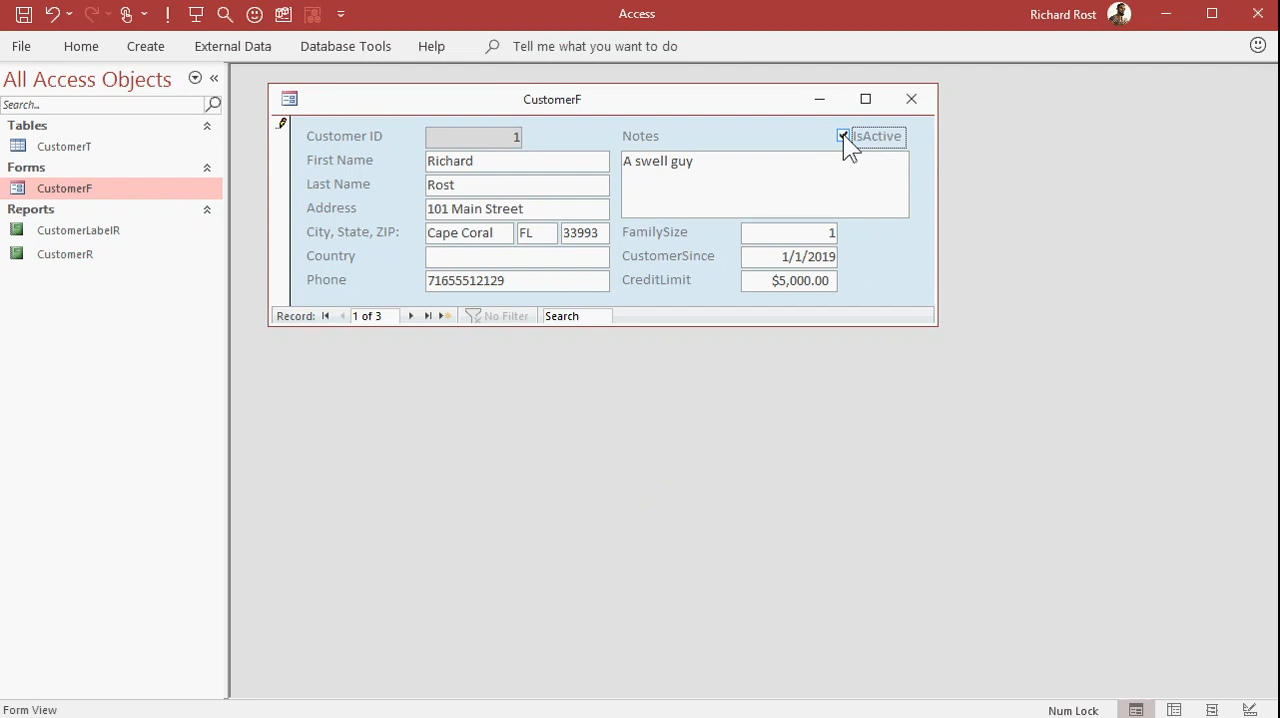 Access
Richard Rost
File Home Create External Data Database Tools Help Tell me what you want to do
All Access Objects
Search...
Tables
CustomerT
Forms
CustomerF
Reports
CustomerLabelR
CustomerR
CustomerF
Customer ID 1
First Name Richard
Last Name Rost
Address 101 Main Street
City, State, ZIP: Cape Coral FL 33993
Country
Phone 71655512129
Notes IsActive
A swell guy
FamilySize 1
CustomerSince 1/1/2019
CreditLimit $5,000.00
Record: 1 of 3 No Filter Search
Form View Num Lock